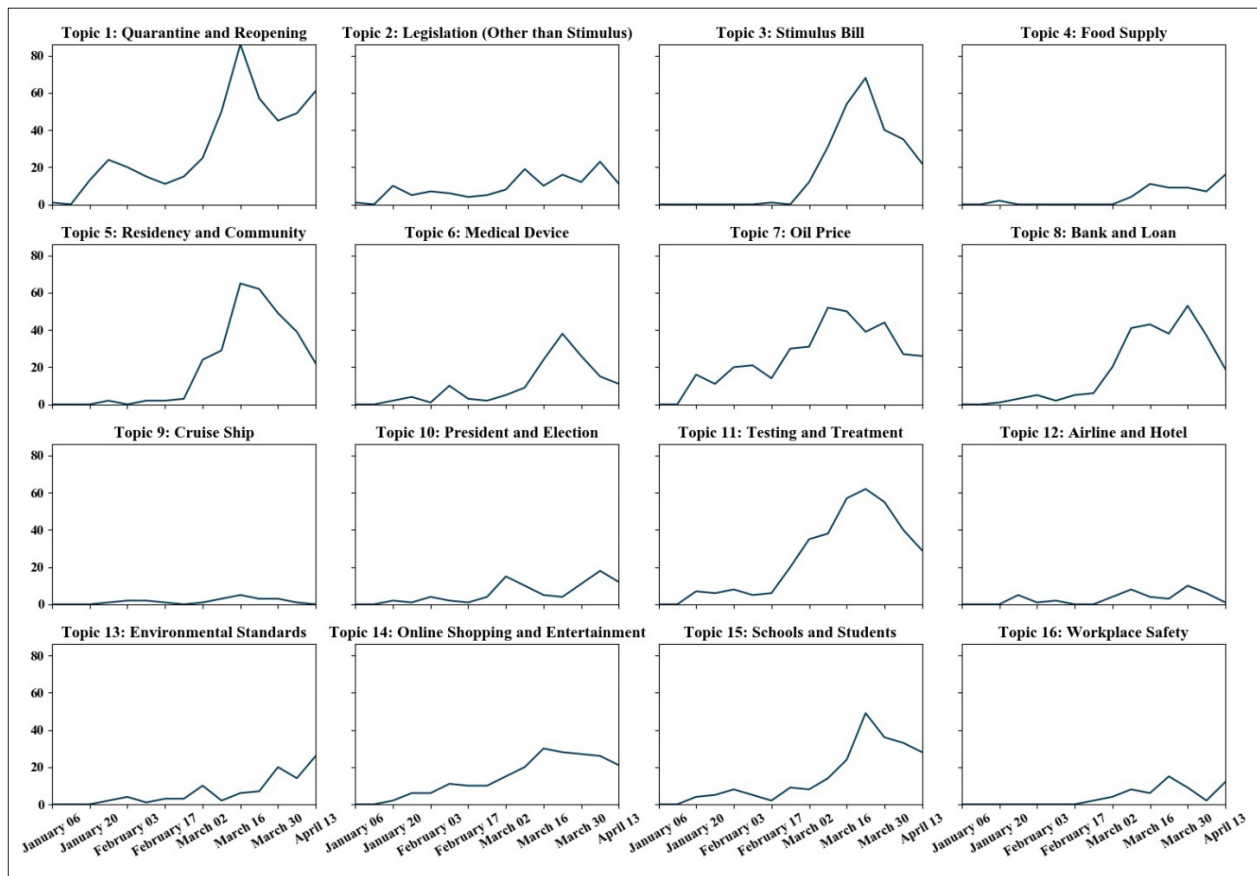 Topic 1: Quarantine and Reopening
Topic 2: Legislation (Other than Stimulus)
Topic 3: Stimulus Bill
Topic 4: Food Supply
80
60
40
20
0
Topic 5: Residency and Community
Topic 6: Medical Device
Topic 7: Oil Price
Topic 8: Bank and Loan
80
60
40
20
0
Topic 9: Cruise Ship
Topic 10: President and Election
Topic 11: Testing and Treatment
Topic 12: Airline and Hotel
80
60
40
20
0
Topic 13: Environmental Standards
Topic 14: Online Shopping and Entertainment
Topic 15: Schools and Students
Topic 16: Workplace Safety
80
60
40
20
0
January 06
January 20
February 03
February 17
March 02
March 16
March 30
April 13
January 06
January 20
February 03
February 17
March 02
March 16
March 30
April 13
January 06
January 20
February 03
February 17
March 02
March 16
March 30
April 13
January 06
January 20
February 03
February 17
March 02
March 16
March 30
April 13